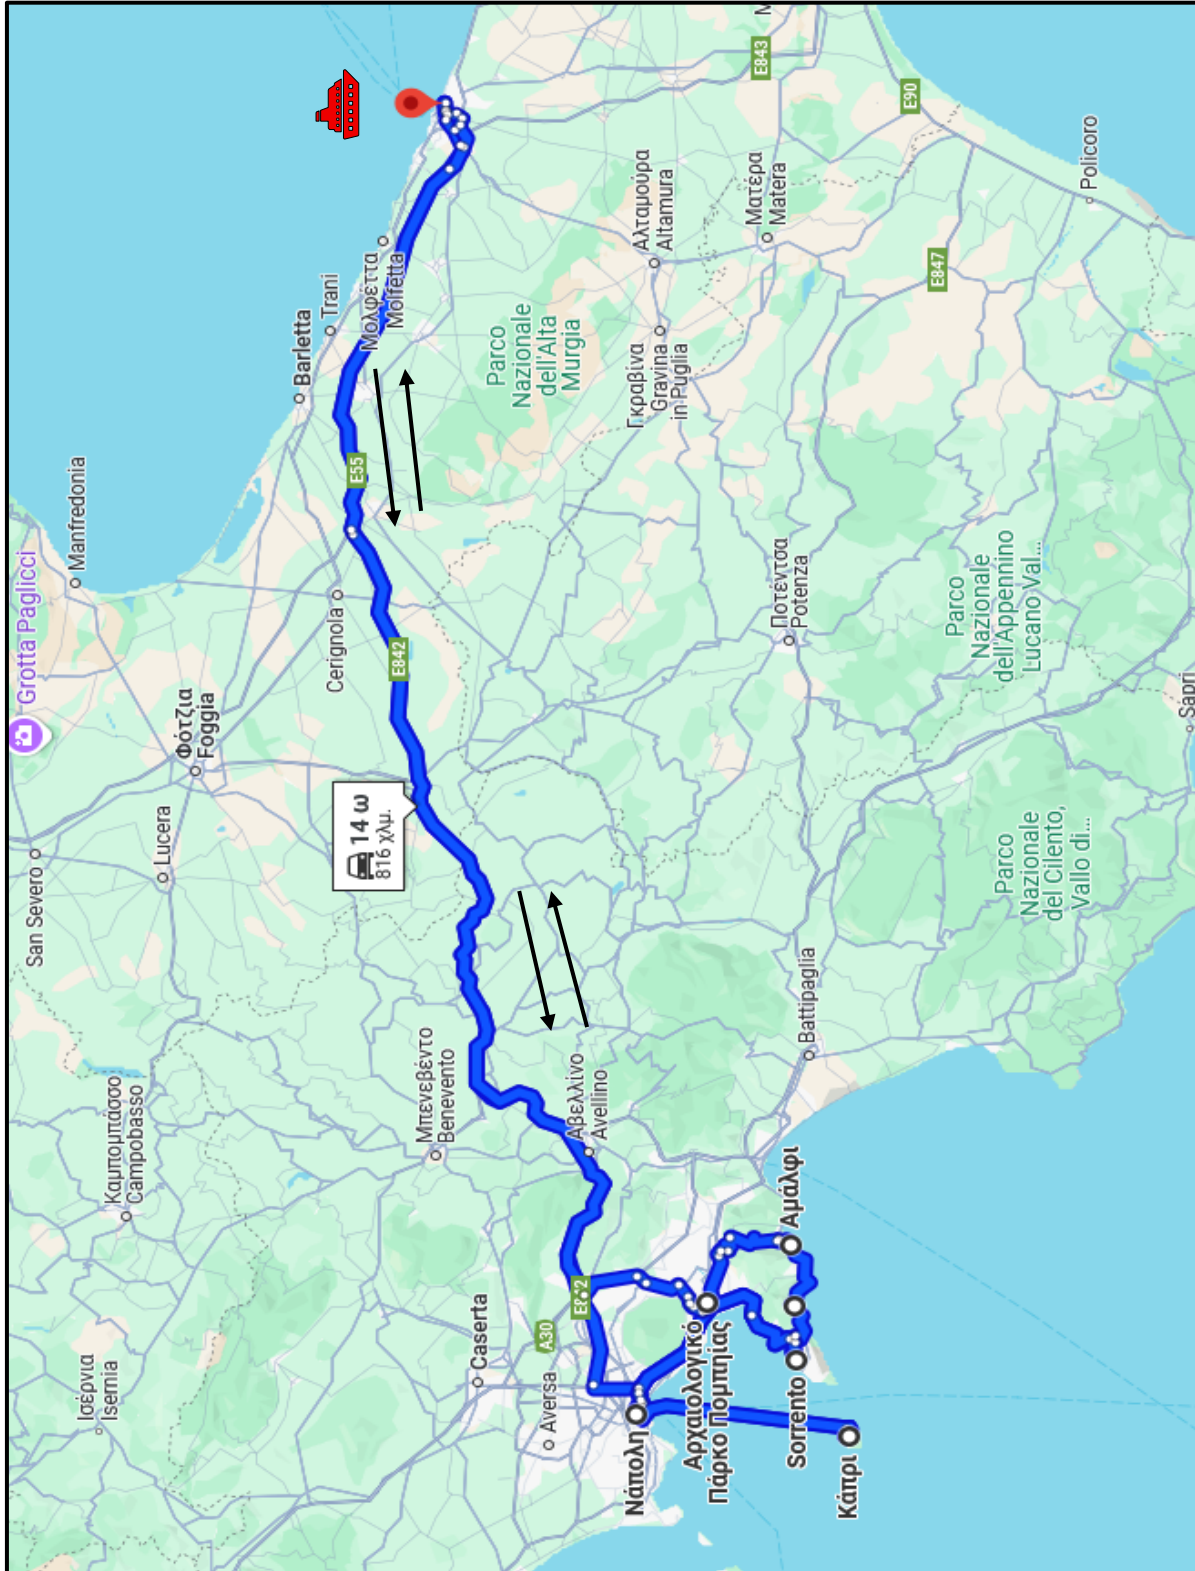 Grotta Paglicci
Manfredonia
San Severo
Φότζια
Foggia
Lucera
Barletta
Trani
Μολφέττα
Molfetta
Cerignola
E55
E842
14 ω
816 χλμ.
Καμπομπάσο
Campobasso
Ισέρνια
Isernia
Μπενεβέντο
Benevento
Caserta
Aversa
A30
E842
Αβελλίνο
Avellino
Parco
Nazionale
dell'Alta
Murgia
Αλταμούρα
Altamura
Γκραβίνα
Gravina
in Puglia
Ματέρα
Matera
E843
M
E90
E847
Policoro
Ποτέντσα
Potenza
Parco
Nazionale
dell'Appennino
Lucano Val...
Parco
Nazionale
del Cilento,
Vallo di...
Sapri
Battipaglia
Νάπολη
Αρχαιολογικό
Πάρκο Πομπηίας
Αμάλφι
Sorrento
Κάπρι